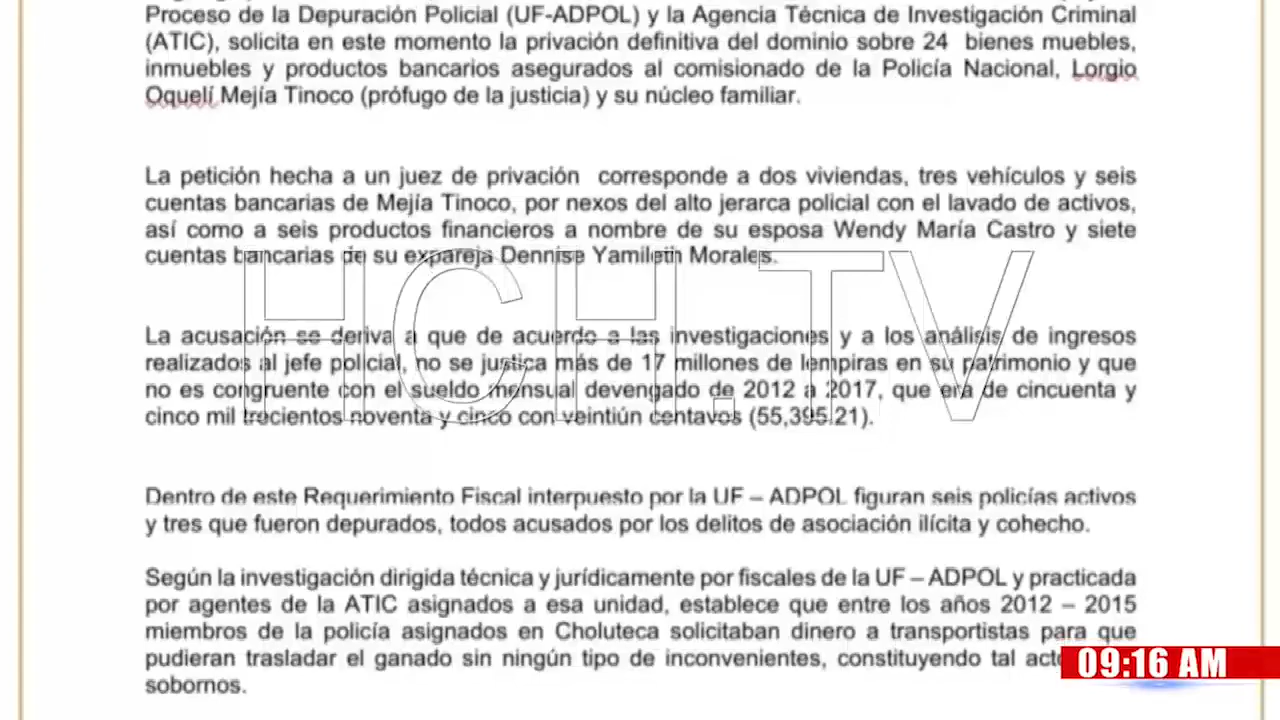 Proceso de la Depuración Policial (UF-ADPOL) y la Agencia Técnica de Investigación Criminal
(ATIC), solicita en este momento la privación definitiva del dominio sobre 24 bienes muebles,
inmuebles y productos bancarios asegurados al comisionado de la Policía Nacional, Lorgio
Oquelí Mejía Tinoco (prófugo de la justicia) y su núcleo familiar.
La petición hecha a un juez de privación corresponde a dos viviendas, tres vehículos y seis
cuentas bancarias de Mejía Tinoco, por nexos del alto jerarca policial con el lavado de activos,
así como a seis productos financieros a nombre de su esposa Wendy María Castro y siete
cuentas bancarias de su expareja Dennise Yamileth Morales.
HCH.TV
La acusación se deriva a que de acuerdo a las investigaciones y a los análisis de ingresos
realizados al jefe policial, no se justica más de 17 millones de lempiras en su patrimonio y que
no es congruente con el sueldo mensual devengado de 2012 a 2017, que era de cincuenta y
cinco mil trecientos noventa y cinco con veintiún centavos (55,395.21).
Dentro de este Requerimiento Fiscal interpuesto por la UF – ADPOL figuran seis policías activos
y tres que fueron depurados, todos acusados por los delitos de asociación ilícita y cohecho.
Según la investigación dirigida técnica y jurídicamente por fiscales de la UF – ADPOL y practicada
por agentes de la ATIC asignados a esa unidad, establece que entre los años 2012 – 2015
miembros de la policía asignados en Choluteca solicitaban dinero a transportistas para que
pudieran trasladar el ganado sin ningún tipo de inconvenientes, constituyendo tal
sobornos.
09:16 AM